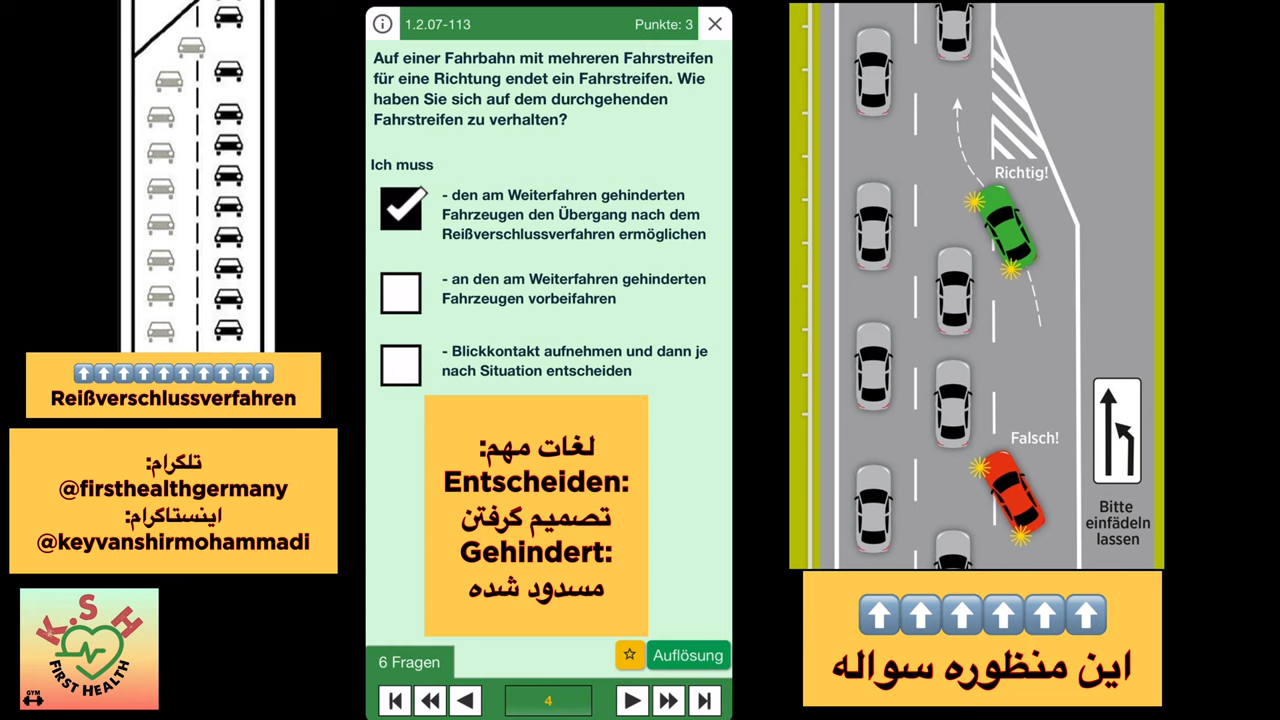 ⬆⬆⬆⬆⬆⬆⬆⬆⬆⬆
Reißverschlussverfahren
تلگرام:
@firsthealthgermany
اینستاگرام:
@keyvanshirmohammadi
K.S.H
FIRST HEALTH
GYM
1.2.07-113
Punkte: 3
Auf einer Fahrbahn mit mehreren Fahrstreifen
für eine Richtung endet ein Fahrstreifen. Wie
haben Sie sich auf dem durchgehenden
Fahrstreifen zu verhalten?
Ich muss
- den am Weiterfahren gehinderten
Fahrzeugen den Übergang nach dem
Reißverschlussverfahren ermöglichen
- an den am Weiterfahren gehinderten
Fahrzeugen vorbeifahren
- Blickkontakt aufnehmen und dann je
nach Situation entscheiden
لغات مهم:
Entscheiden:
تصمیم گرفتن
Gehindert:
مسدود شده
Auflösung
6 Fragen
4
Richtig!
Falsch!
Bitte
einfädeln
lassen
⬆⬆⬆⬆⬆⬆
این منظوره سواله